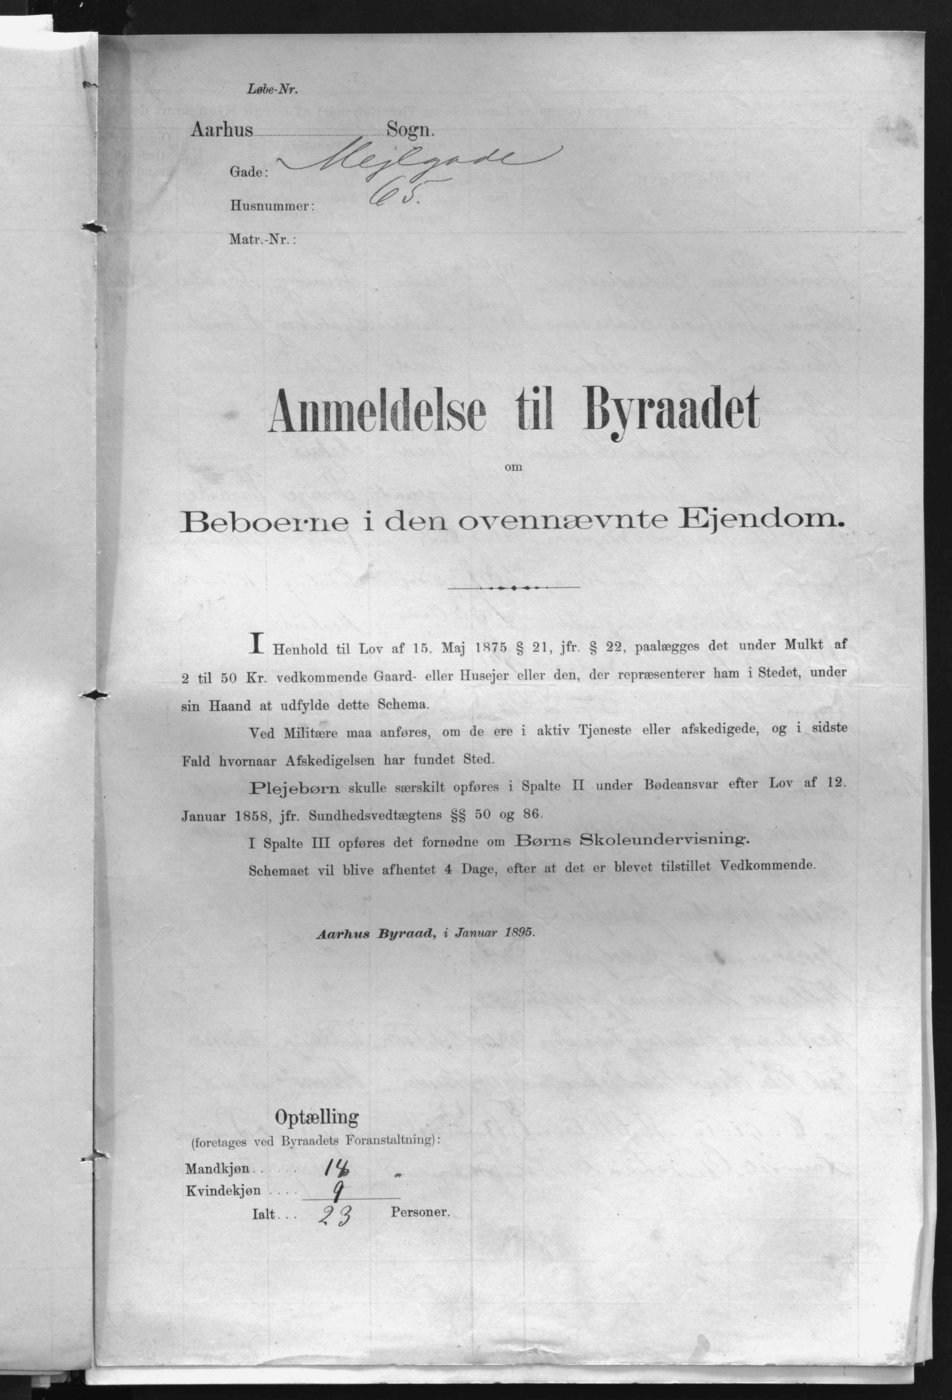 Løbe-Nr.
Aarhus Sogn.
Gade: Mejlgade
Husnummer: 65.
Matr.-Nr.:
Anmeldelse til Byraadet
om
Beboerne i den ovennævnte Ejendom.
I Henhold til Lov af 15. Maj 1875 § 21, jfr. § 22, paalægges det under Mulkt af
2 til 50 Kr. vedkommende Gaard- eller Husejer eller den, der repræsenterer ham i Stedet, under
sin Haand at udfylde dette Schema.
Ved Militære maa anføres, om de ere i aktiv Tjeneste eller afskedigede, og i sidste
Fald hvornaar Afskedigelsen har fundet Sted.
Plejebørn skulle særskilt opføres i Spalte II under Bødeansvar efter Lov af 12.
Januar 1858, jfr. Sundhedsvedtægtens §§ 50 og 86.
I Spalte III opføres det fornødne om Børns Skoleundervisning.
Schemaet vil blive afhentet 4 Dage, efter at det er blevet tilstillet Vedkommende.
Aarhus Byraad, i Januar 1895.
Optælling
(foretages ved Byraadets Foranstaltning):
Mandkjøn . . . . . . 14
Kvindekjøn . . . . 9
Ialt . . . 23 Personer.